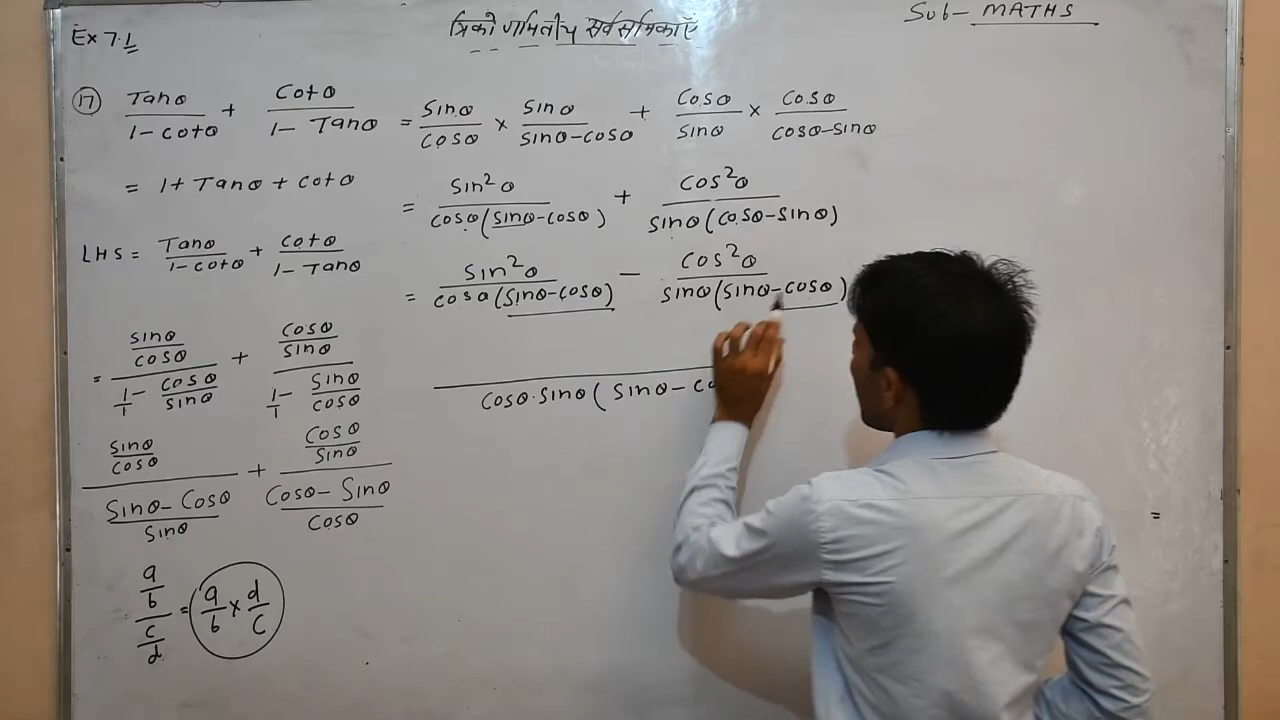 Ex 7.1
त्रिकोणमितीय सर्वसमिकाएँ
Sub- MATHS
(17) Tanθ/(1-cotθ) + Cotθ/(1-Tanθ)
= 1+Tanθ+cotθ
LHS = Tanθ/(1-cotθ) + Cotθ/(1-Tanθ)
= (sinθ/cosθ)/(1/1 - cosθ/sinθ) + (cosθ/sinθ)/(1/1 - sinθ/cosθ)
(sinθ/cosθ)/((Sinθ-Cosθ)/Sinθ) + (Cosθ/Sinθ)/((Cosθ-Sinθ)/Cosθ)
(a/b)/(c/d) = a/b × d/c
= Sinθ/Cosθ × Sinθ/(Sinθ-cosθ) + Cosθ/Sinθ × Cosθ/(Cosθ-Sinθ)
= Sin²θ/(cosθ(sinθ-cosθ)) + Cos²θ/(sinθ(cosθ-sinθ))
= Sin²θ/(cosθ(sinθ-cosθ)) - Cos²θ/(sinθ(sinθ-cosθ))
cosθ.sinθ(sinθ-co
=